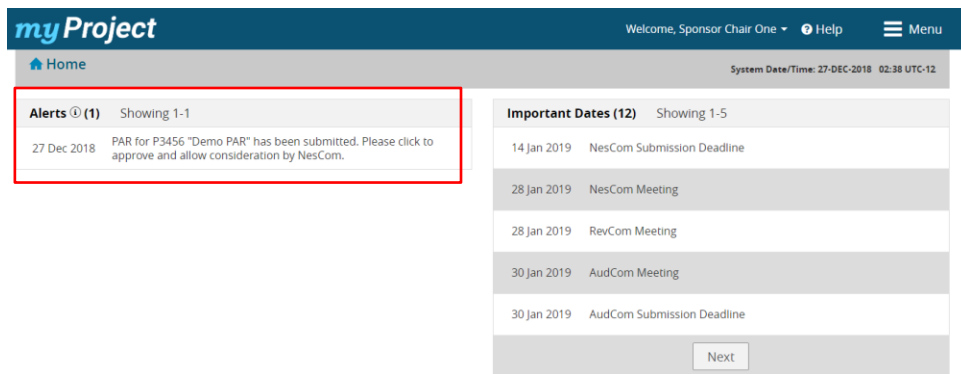 myProject
Welcome, Sponsor Chair One
Help
Menu
Home
System Date/Time: 27-DEC-2018 02:38 UTC-12
Alerts (1) Showing 1-1
27 Dec 2018
PAR for P3456 "Demo PAR" has been submitted. Please click to
approve and allow consideration by NesCom.
Important Dates (12) Showing 1-5
14 Jan 2019 NesCom Submission Deadline
28 Jan 2019 NesCom Meeting
28 Jan 2019 RevCom Meeting
30 Jan 2019 AudCom Meeting
30 Jan 2019 AudCom Submission Deadline
Next